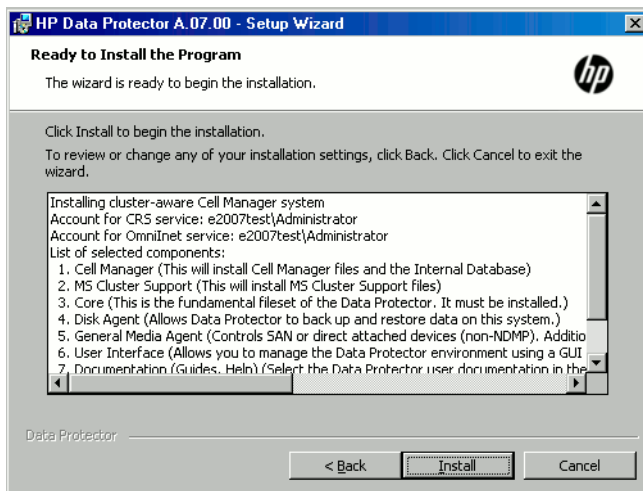 HP Data Protector A.07.00 - Setup Wizard
Ready to Install the Program
The wizard is ready to begin the installation.
hp
Click Install to begin the installation.
To review or change any of your installation settings, click Back. Click Cancel to exit the
wizard.
Installing cluster-aware Cell Manager system
Account for CRS service: e2007test\Administrator
Account for OmniInet service: e2007test\Administrator
List of selected components:
1. Cell Manager (This will install Cell Manager files and the Internal Database)
2. MS Cluster Support (This will install MS Cluster Support files)
3. Core (This is the fundamental fileset of the Data Protector. It must be installed.)
4. Disk Agent (Allows Data Protector to back up and restore data on this system.)
5. General Media Agent (Controls SAN or direct attached devices (non-NDMP). Additio
6. User Interface (Allows you to manage the Data Protector environment using a GUI
7. Documentation (Guides, Help) (Select the Data Protector user documentation in the
Data Protector
< Back
Install
Cancel